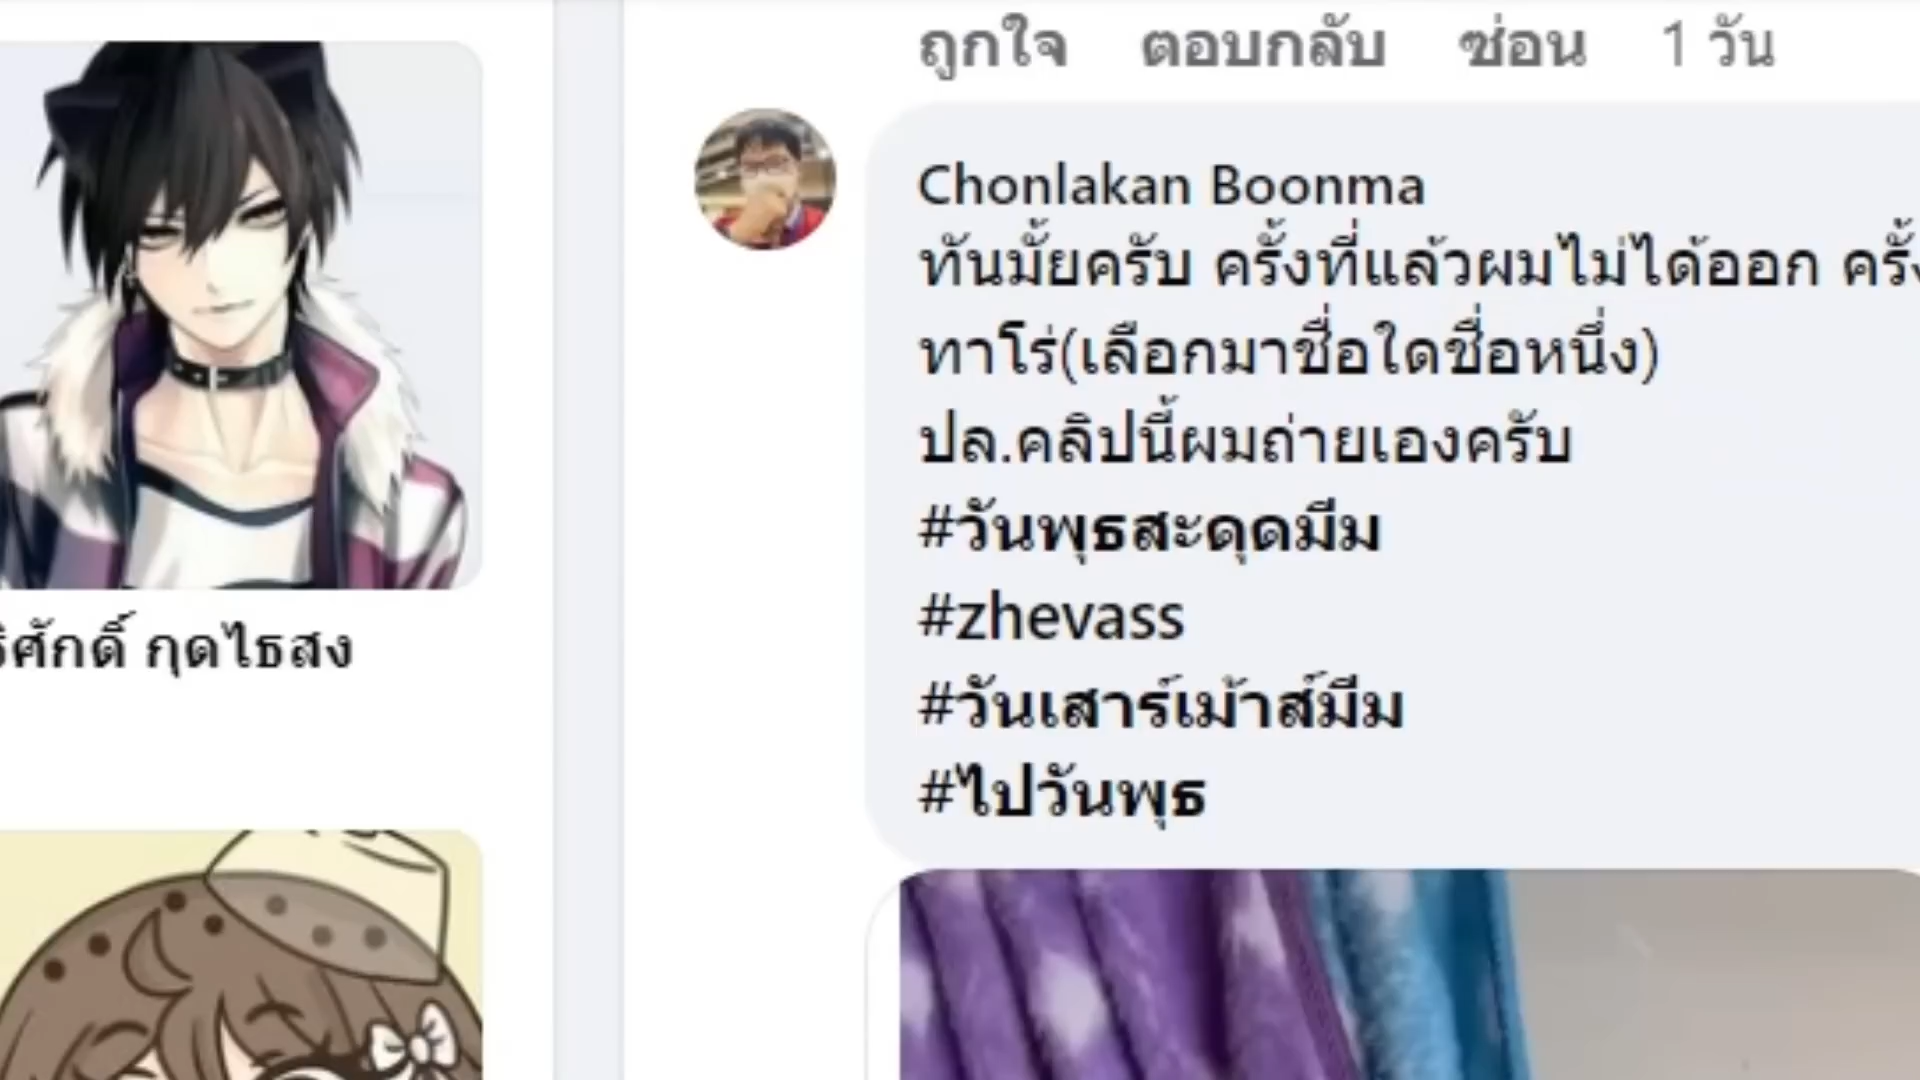 ถูกใจ ตอบกลับ ซ่อน 1 วัน
Chonlakan Boonma
ทันมั้ยครับ ครั้งที่แล้วผมไม่ได้ออก
ทาโร่(เลือกมาชื่อใดชื่อหนึ่ง)
ปล.คลิปนี้ผมถ่ายเองครับ
#วันพุธสะดุดมีม
#zhevass
#วันเสาร์เม้าส์มีม
#ไปวันพุธ
กุดไธสง